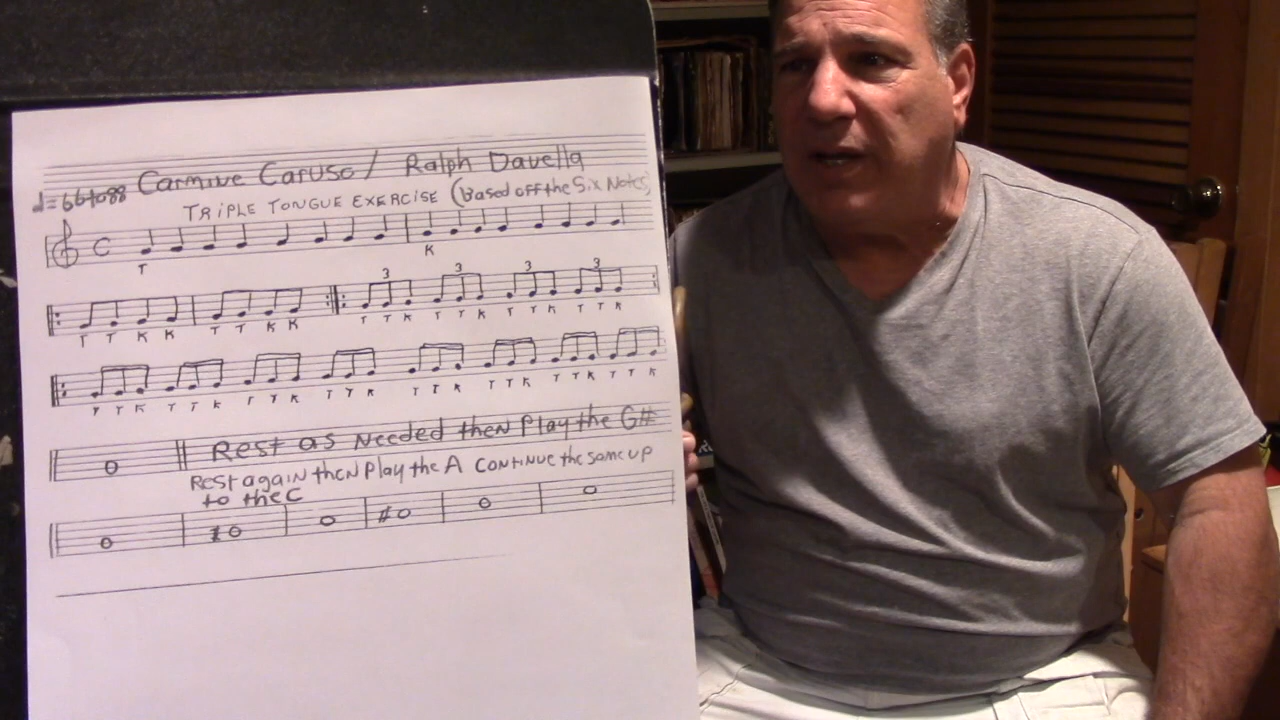 Carmine Caruso / Ralph Davella
♩=66to88
TRIPLE TONGUE EXERCISE (Based off the Six Notes)
C
T K
3 3 3 3
T T K K T T K K T T K T T K T T K T T K
T T K T T K T T K T T K T T K T T K T T K T T K
Rest as Needed then Play the G#
Rest again then Play the A Continue the same up
to the C